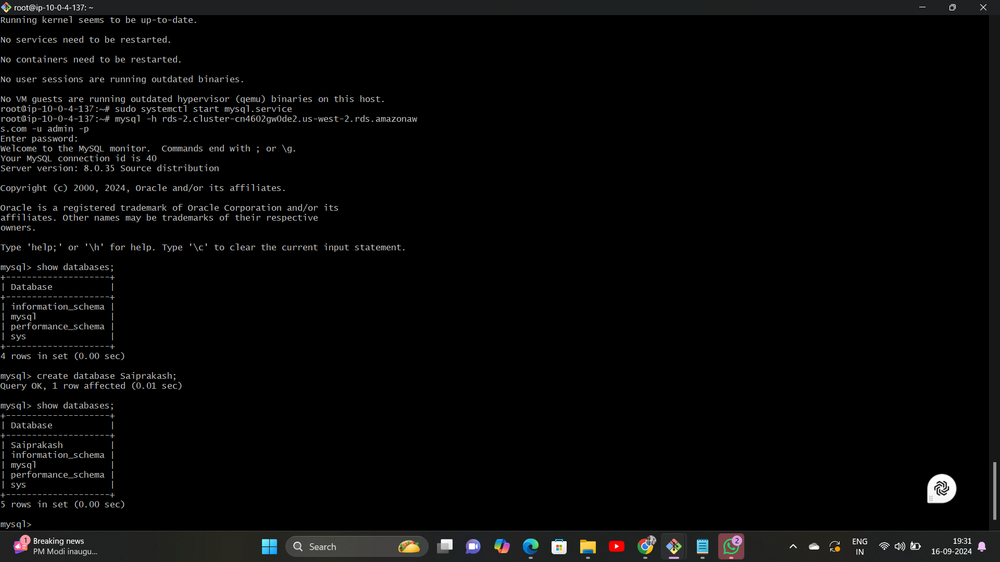 root@ip-10-0-4-137: ~
Running kernel seems to be up-to-date.
No services need to be restarted.
No containers need to be restarted.
No user sessions are running outdated binaries.
No VM guests are running outdated hypervisor (qemu) binaries on this host.
root@ip-10-0-4-137:~# sudo systemctl start mysql.service
root@ip-10-0-4-137:~# mysql -h rds-2.cluster-cn46o2gw0de2.us-west-2.rds.amazonaw
s.com -u admin -p
Enter password:
Welcome to the MySQL monitor.  Commands end with ; or \g.
Your MySQL connection id is 40
Server version: 8.0.35 Source distribution
Copyright (c) 2000, 2024, Oracle and/or its affiliates.
Oracle is a registered trademark of Oracle Corporation and/or its
affiliates. Other names may be trademarks of their respective
owners.
Type 'help;' or '\h' for help. Type '\c' to clear the current input statement.
mysql> show databases;
+--------------------+
| Database           |
+--------------------+
| information_schema |
| mysql              |
| performance_schema |
| sys                |
+--------------------+
4 rows in set (0.00 sec)
mysql> create database Saiprakash;
Query OK, 1 row affected (0.01 sec)
mysql> show databases;
+--------------------+
| Database           |
+--------------------+
| Saiprakash         |
| information_schema |
| mysql              |
| performance_schema |
| sys                |
+--------------------+
5 rows in set (0.00 sec)
mysql>
1
Breaking news
PM Modi inaugu...
Search
2
ENG
IN
19:31
16-09-2024